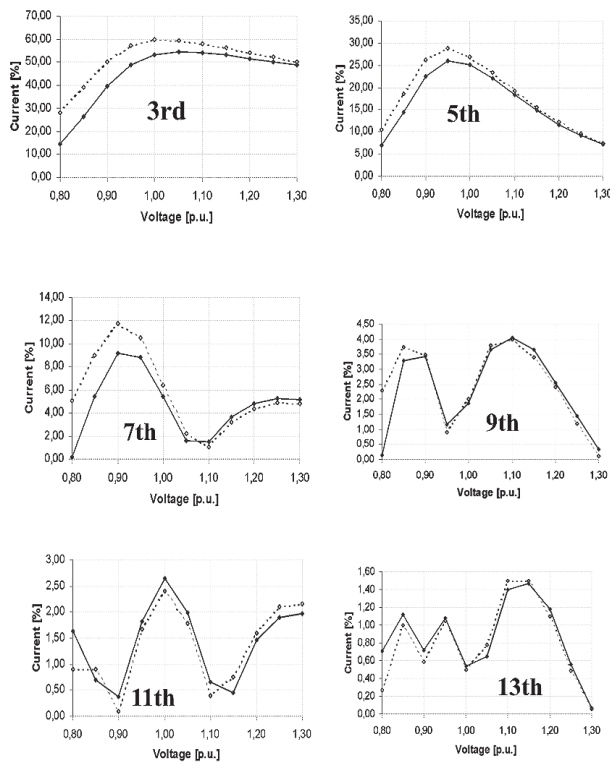 70,00
60,00
50,00
40,00
30,00
20,00
10,00
0,00
Current [%]
3rd
0,80 0,90 1,00 1,10 1,20 1,30
Voltage [p.u.]
35,00
30,00
25,00
20,00
15,00
10,00
5,00
0,00
Current [%]
5th
0,80 0,90 1,00 1,10 1,20 1,30
Voltage [p.u.]
14,00
12,00
10,00
8,00
6,00
4,00
2,00
0,00
Current [%]
7th
0,80 0,90 1,00 1,10 1,20 1,30
Voltage [p.u.]
4,50
4,00
3,50
3,00
2,50
2,00
1,50
1,00
0,50
0,00
Current [%]
9th
0,80 0,90 1,00 1,10 1,20 1,30
Voltage [p.u.]
3,00
2,50
2,00
1,50
1,00
0,50
0,00
Current [%]
11th
0,80 0,90 1,00 1,10 1,20 1,30
Voltage [p.u.]
1,60
1,40
1,20
1,00
0,80
0,60
0,40
0,20
0,00
Current [%]
13th
0,80 0,90 1,00 1,10 1,20 1,30
Voltage [p.u.]